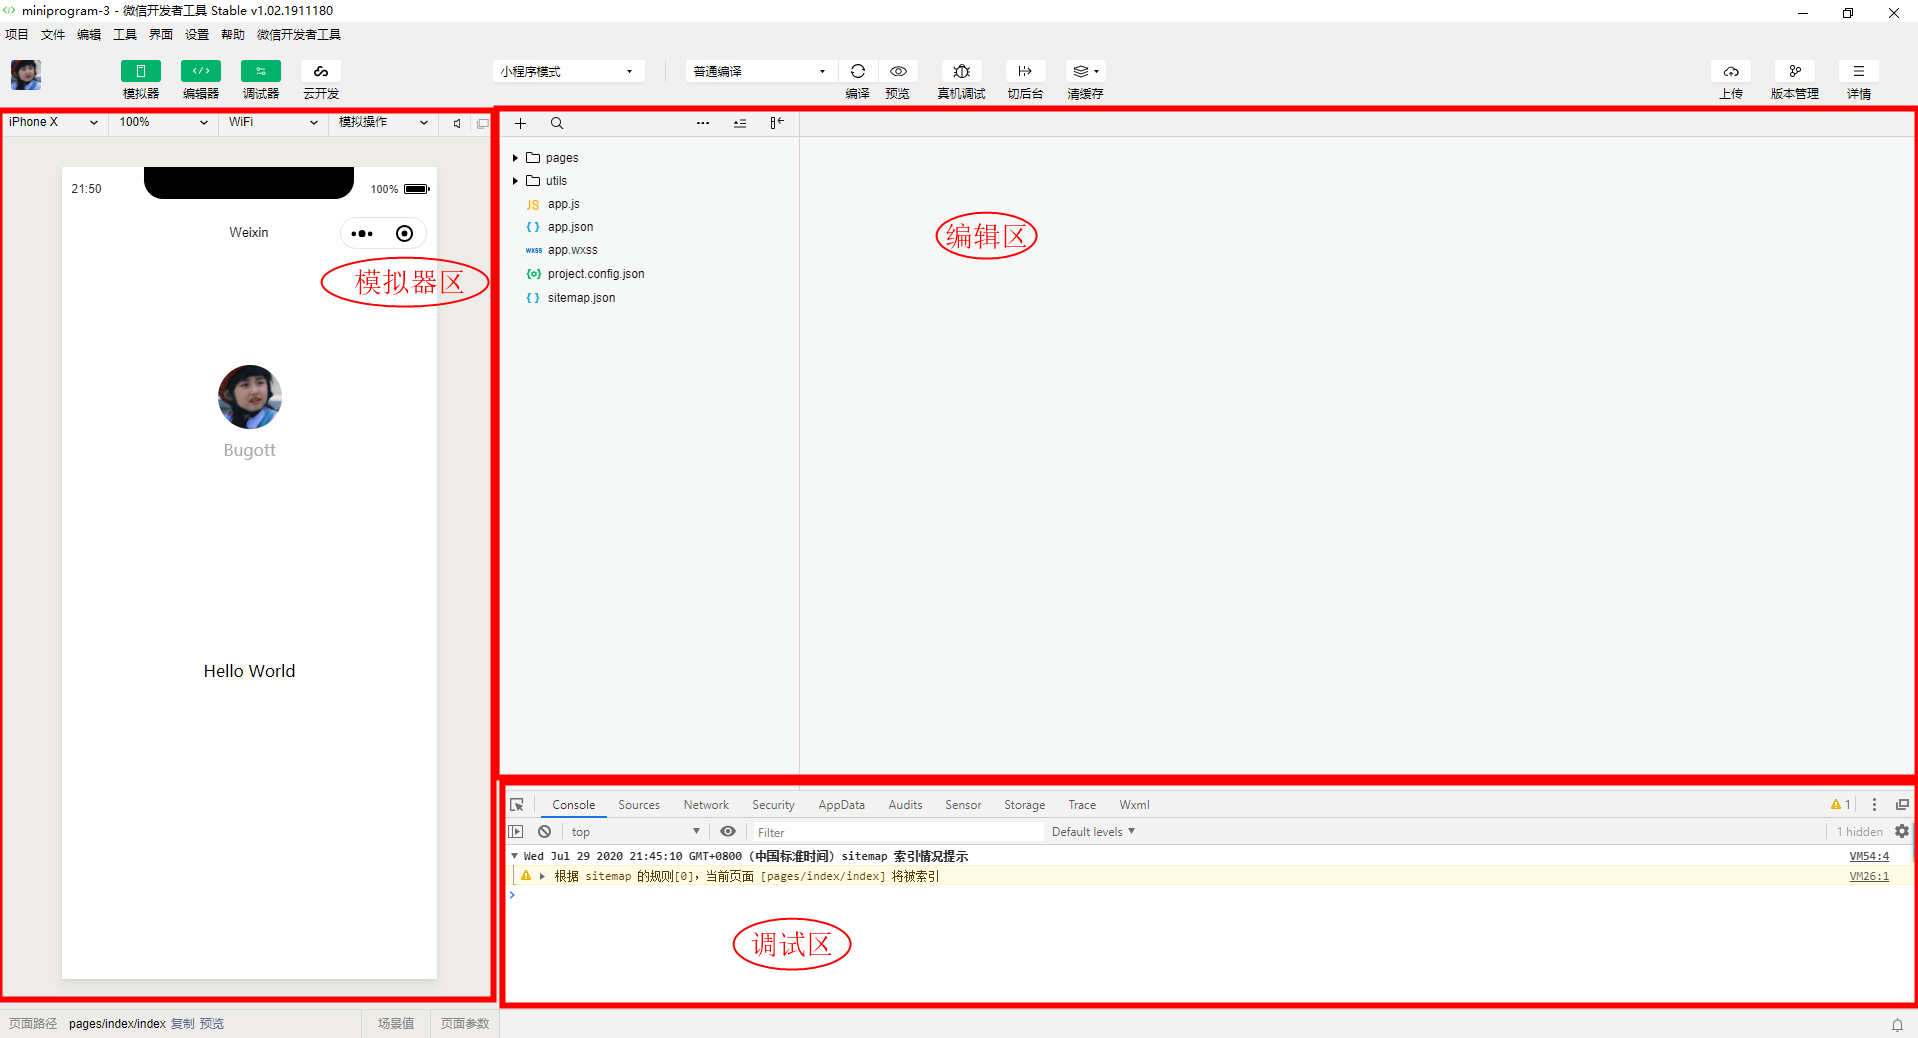 miniprogram-3 - 微信开发者工具 Stable v1.02.1911180
项目 文件 编辑 工具 界面 设置 帮助 微信开发者工具
小程序模式 普通编译
模拟器 编辑器 调试器 云开发 编译 预览 真机调试 切后台 清缓存 上传 版本管理 详情
iPhone X 100% WiFi 模拟操作
21:50 100%
Weixin
模拟器区
Bugott
Hello World
页面路径 pages/index/index 复制 预览 场景值 页面参数
pages
utils
JS app.js
{ } app.json
wxss app.wxss
{o} project.config.json
{ } sitemap.json
编辑区
Console Sources Network Security AppData Audits Sensor Storage Trace Wxml 1
top Filter Default levels 1 hidden
Wed Jul 29 2020 21:45:10 GMT+0800 (中国标准时间) sitemap 索引情况提示 VM54:4
根据 sitemap 的规则[0]，当前页面 [pages/index/index] 将被索引 VM26:1
调试区